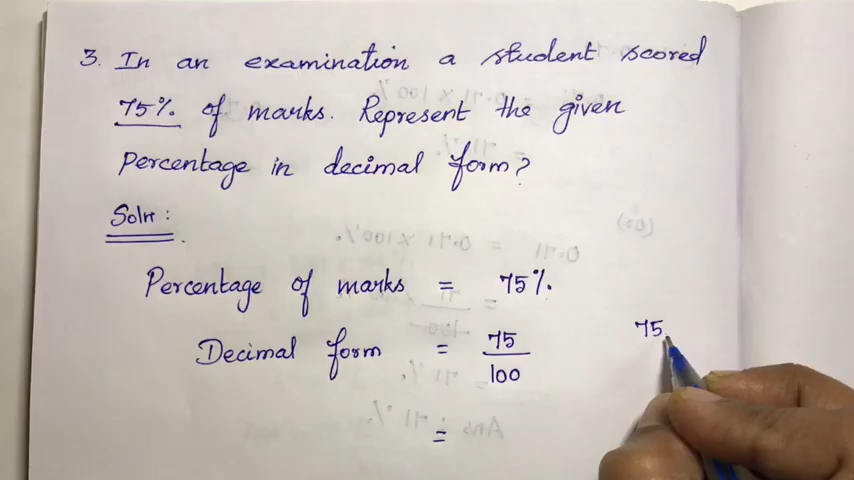 3. In an examination a student scored
75% of marks. Represent the given
Percentage in decimal form?
Soln:
Percentage of marks = 75%.
Decimal form = 75/100
75.
=